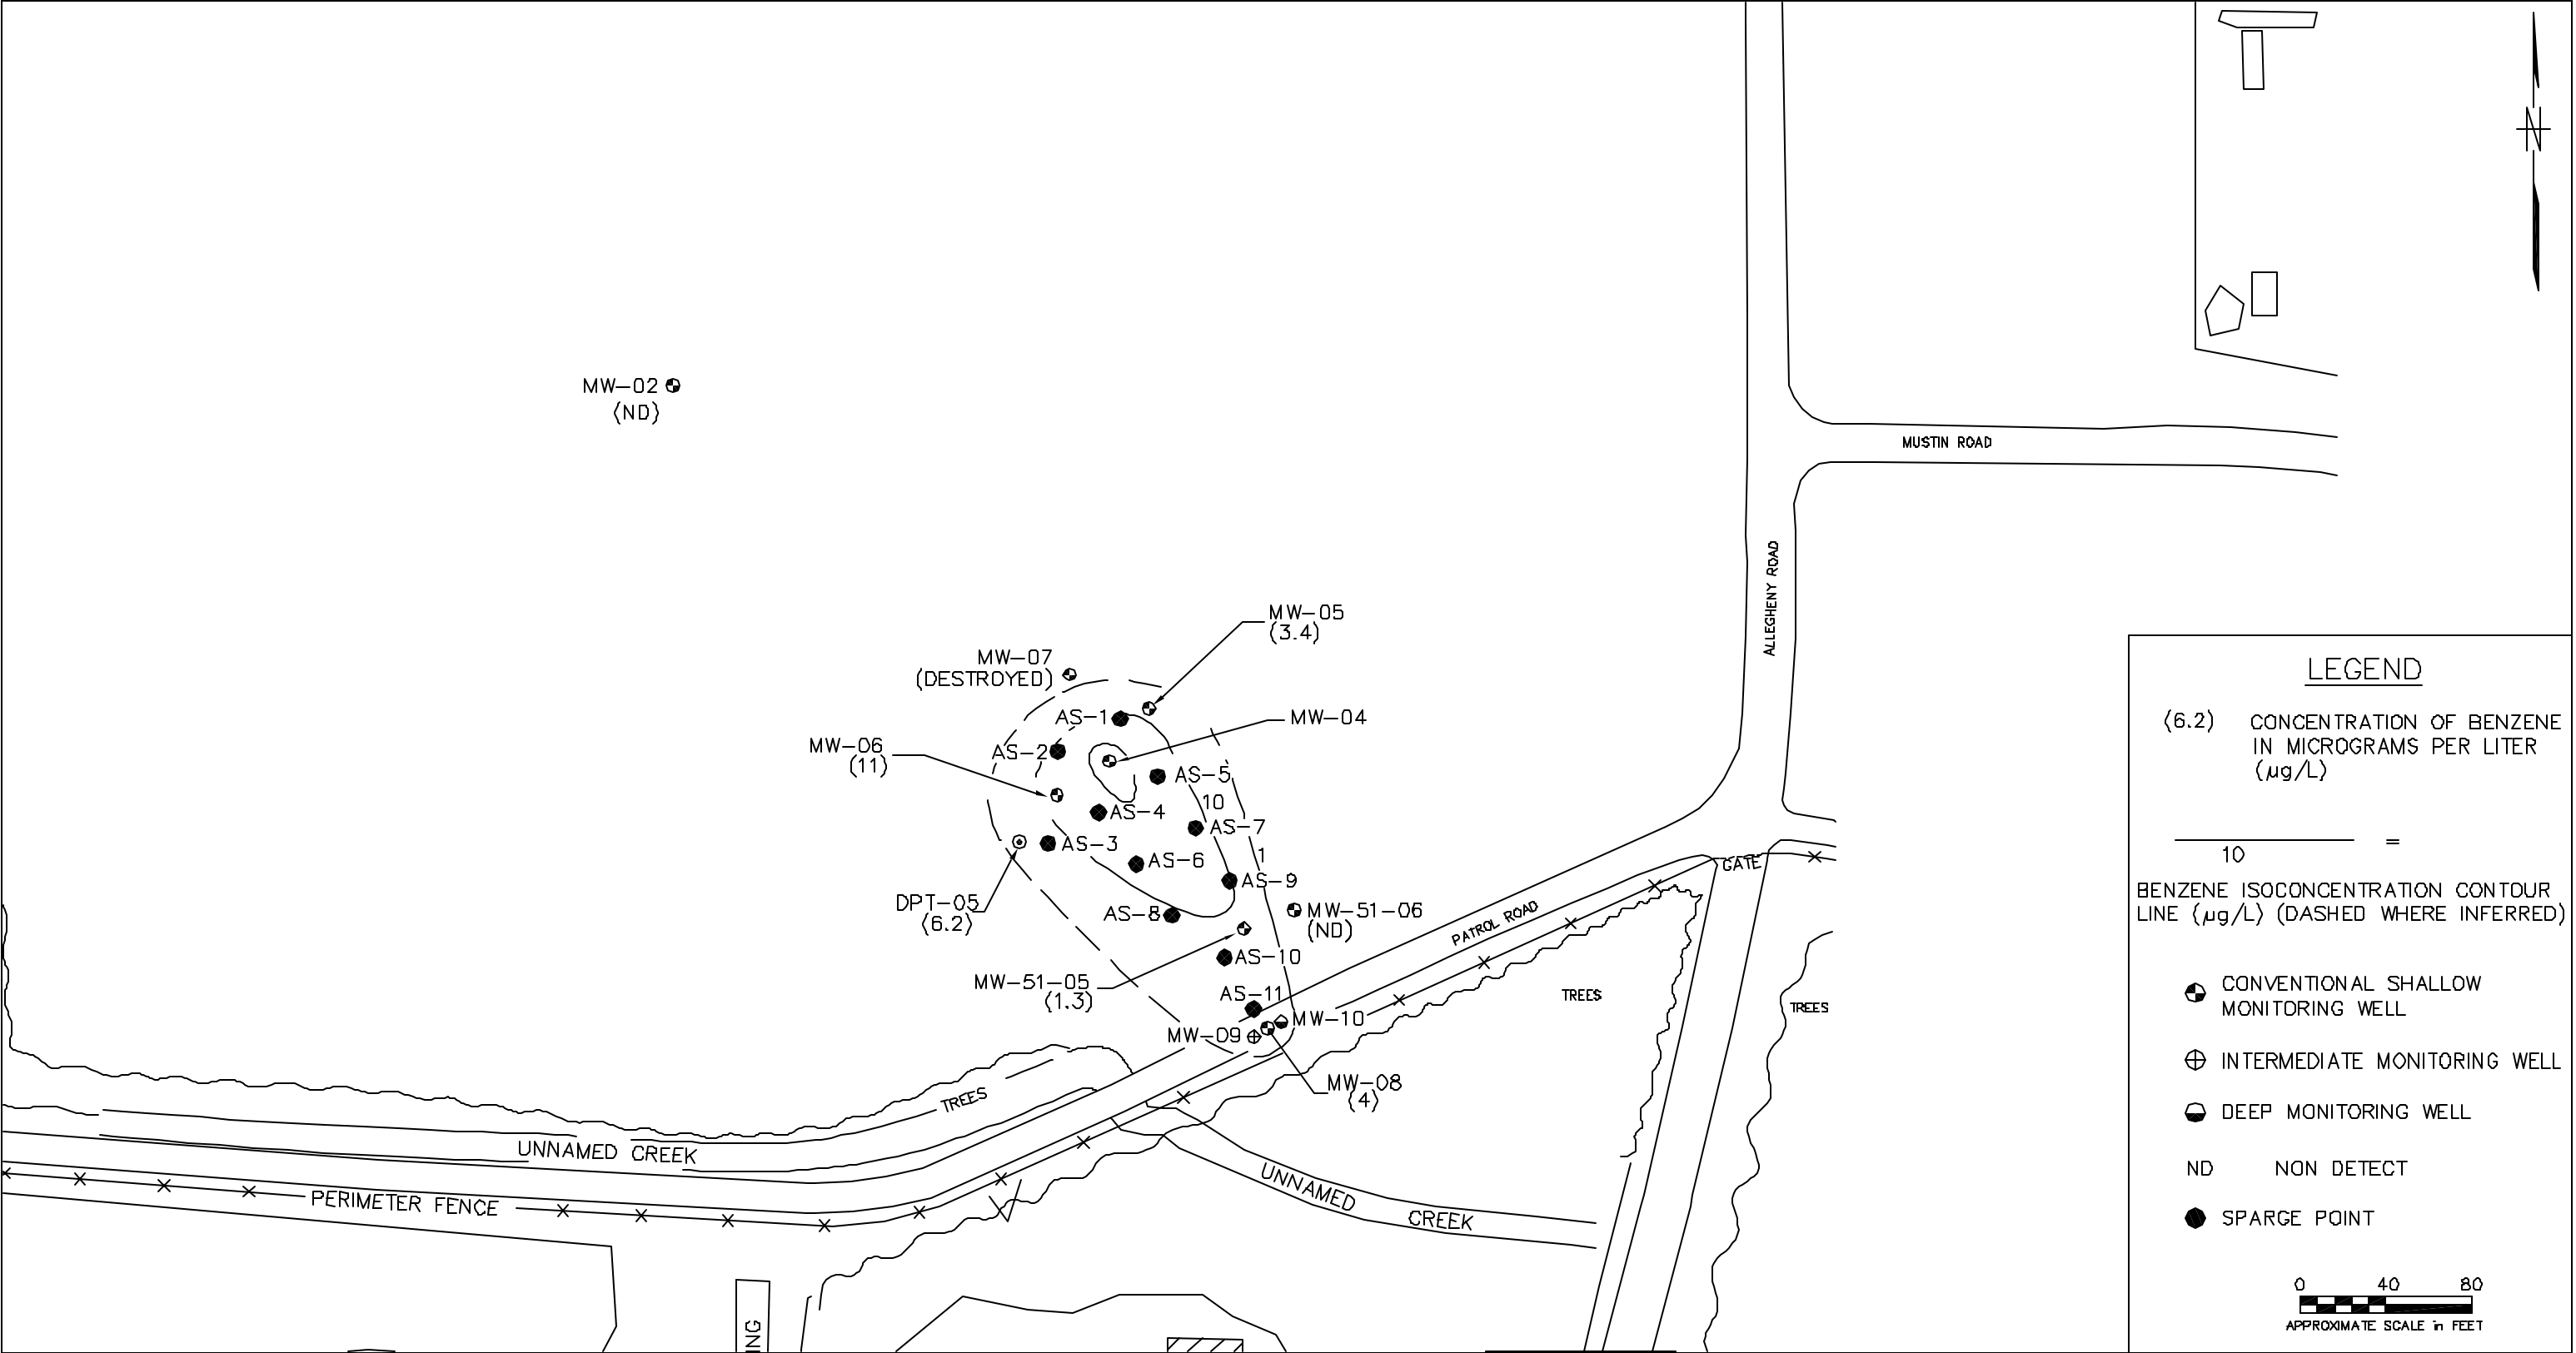 N
MW-02
(ND)
MUSTIN ROAD
ALLEGHENY ROAD
MW-05
(3.4)
MW-07
(DESTROYED)
AS-1
MW-04
MW-06
(11)
AS-2
AS-5
10
AS-4
AS-7
AS-3
AS-6
1
AS-9
DPT-05
(6.2)
AS-8
MW-51-06
(ND)
MW-51-05
(1.3)
AS-10
AS-11
MW-09
MW-10
MW-08
(4)
PATROL ROAD
GATE
TREES
TREES
TREES
UNNAMED CREEK
PERIMETER FENCE
UNNAMED CREEK
ING
LEGEND
(6.2) CONCENTRATION OF BENZENE
IN MICROGRAMS PER LITER
(µg/L)
=
10
BENZENE ISOCONCENTRATION CONTOUR
LINE (µg/L) (DASHED WHERE INFERRED)
CONVENTIONAL SHALLOW
MONITORING WELL
INTERMEDIATE MONITORING WELL
DEEP MONITORING WELL
ND NON DETECT
SPARGE POINT
0 40 80
APPROXIMATE SCALE in FEET